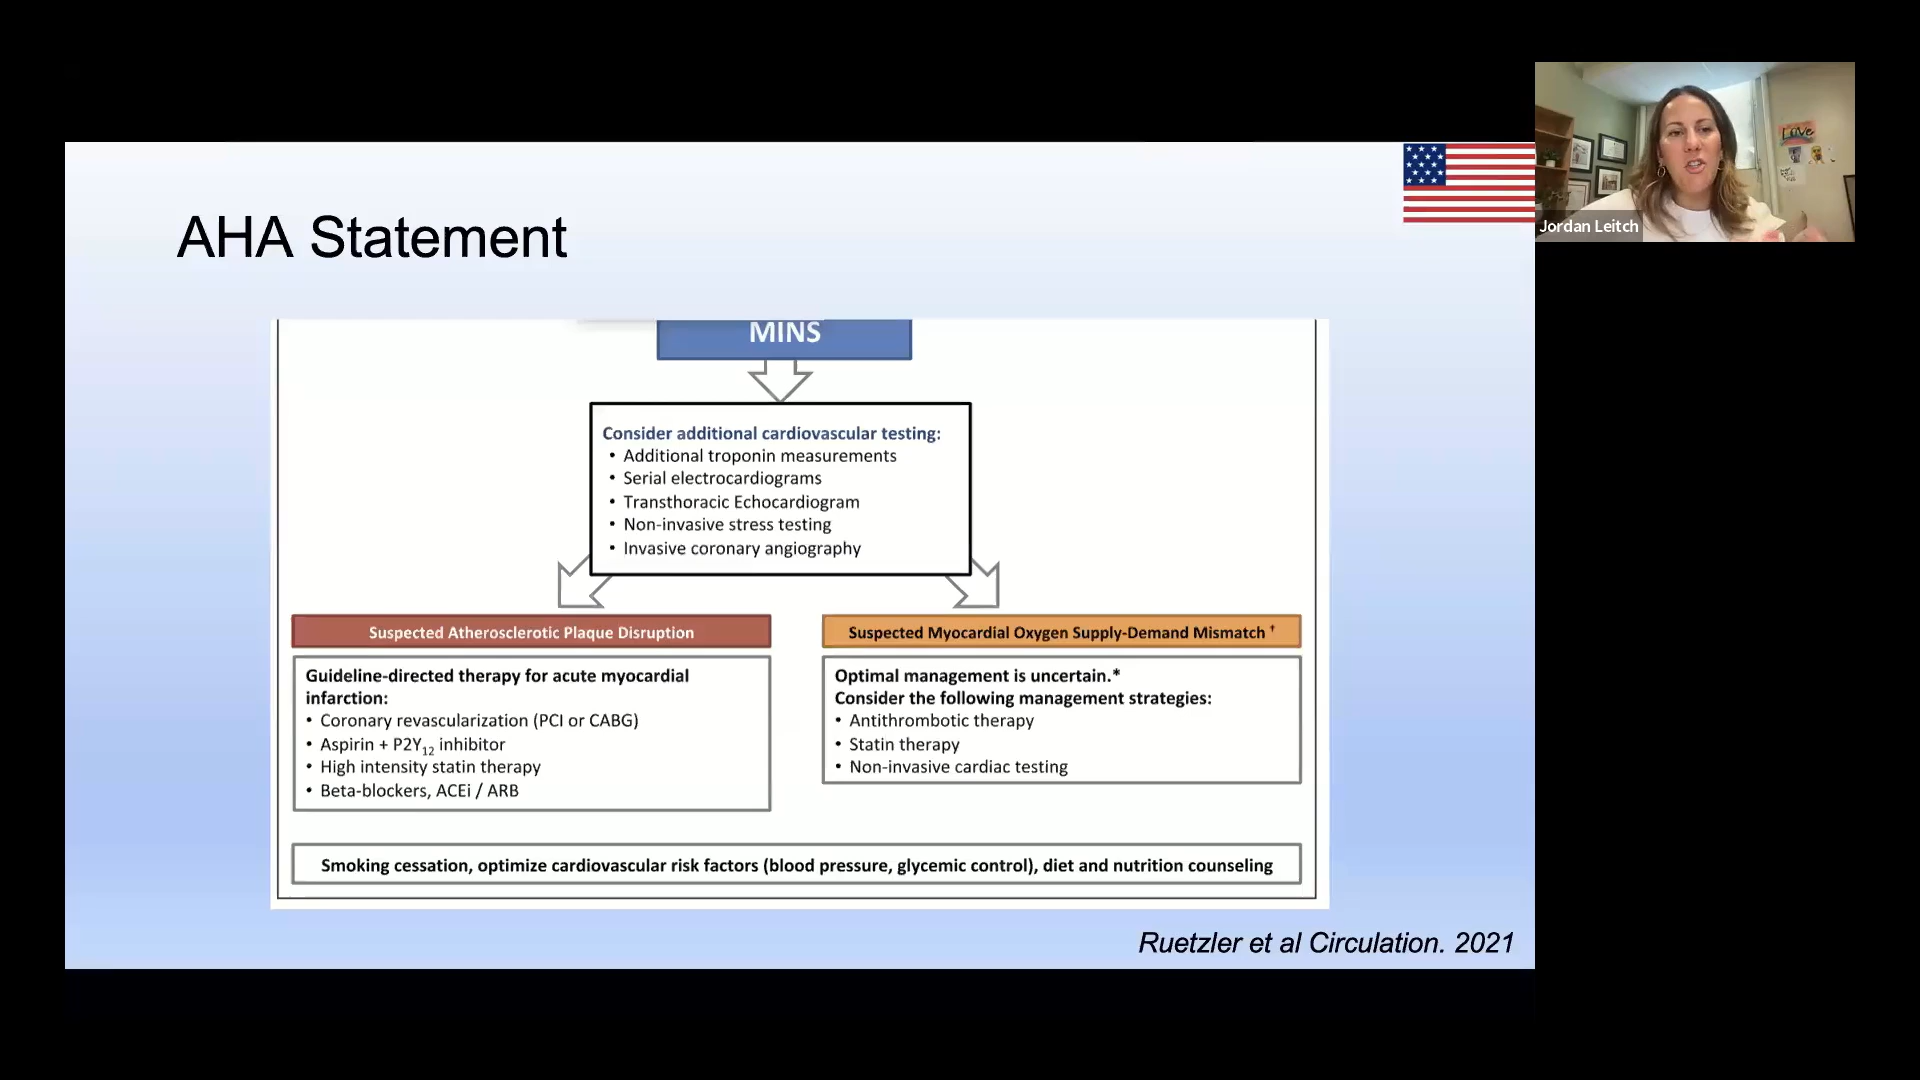 Love
Jordan Leitch
AHA Statement
MINS
Consider additional cardiovascular testing:
• Additional troponin measurements
• Serial electrocardiograms
• Transthoracic Echocardiogram
• Non-invasive stress testing
• Invasive coronary angiography
Suspected Atherosclerotic Plaque Disruption
Guideline-directed therapy for acute myocardial
infarction:
• Coronary revascularization (PCI or CABG)
• Aspirin + P2Y12 inhibitor
• High intensity statin therapy
• Beta-blockers, ACEi / ARB
Suspected Myocardial Oxygen Supply-Demand Mismatch †
Optimal management is uncertain.*
Consider the following management strategies:
• Antithrombotic therapy
• Statin therapy
• Non-invasive cardiac testing
Smoking cessation, optimize cardiovascular risk factors (blood pressure, glycemic control), diet and nutrition counseling
Ruetzler et al Circulation. 2021